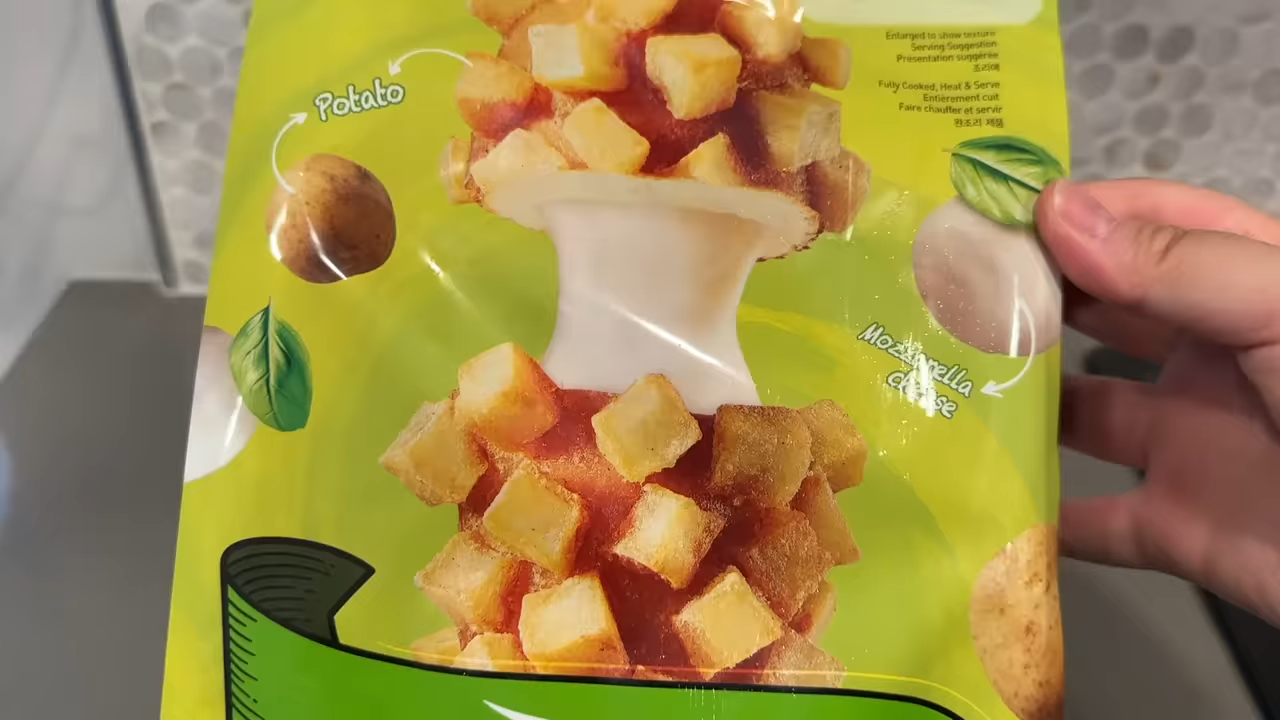 Enlarged to show texture
Serving Suggestion
Présentation suggérée
조리예
Fully Cooked, Heat & Serve
Entièrement cuit
Faire chauffer et servir
완조리 제품
Potato
Mozzarella
cheese